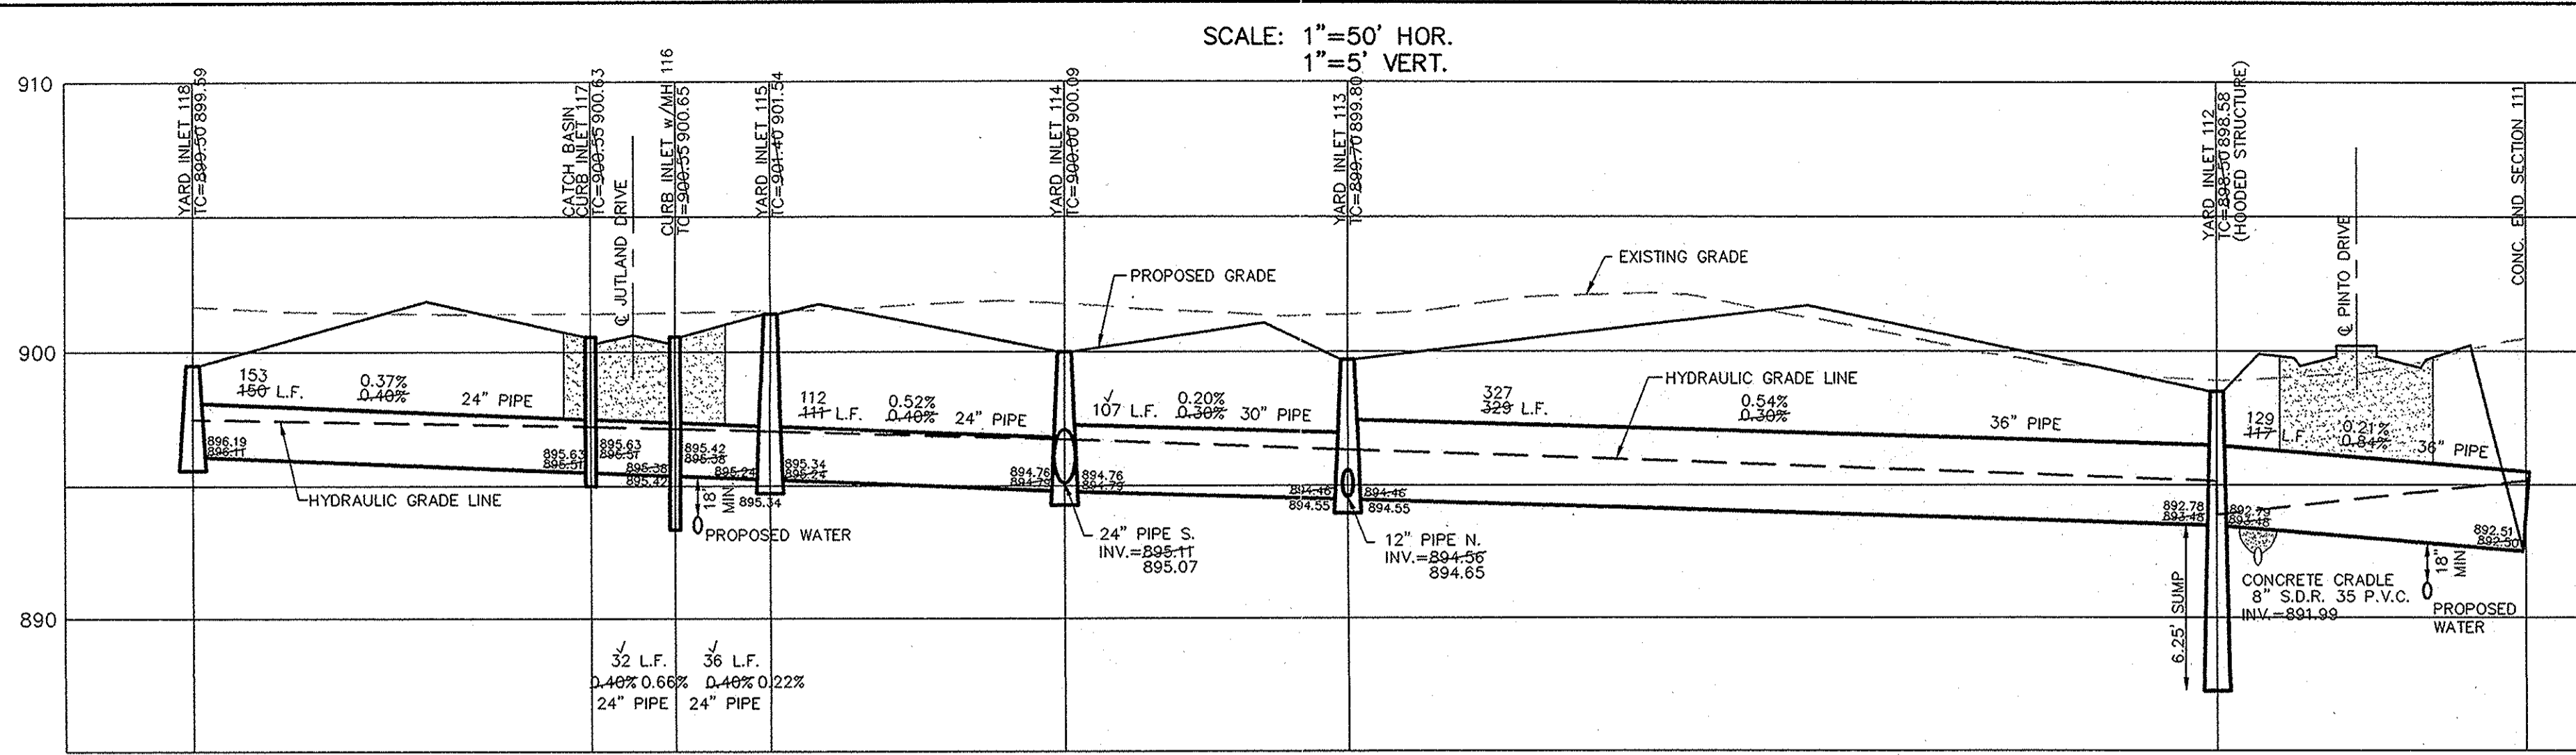 SCALE: 1"=50' HOR.
1"=5' VERT.
910
900
890
YARD INLET 118
TC=899.50 899.59
CATCH BASIN
CURB INLET 117
TC=900.55 900.63
℄ JUTLAND DRIVE
CURB INLET w/MH 116
TC=900.55 900.65
YARD INLET 115
TC=901.40 901.54
YARD INLET 114
TC=900.00 900.09
YARD INLET 113
TC=899.70 899.80
YARD INLET 112
TC=898.50 898.58
(HOODED STRUCTURE)
℄ PINTO DRIVE
CONC. END SECTION 111
PROPOSED GRADE
EXISTING GRADE
HYDRAULIC GRADE LINE
153
150 L.F.
0.37%
0.40%
24" PIPE
112
111 L.F.
0.52%
0.40%
24" PIPE
107 L.F.
0.20%
0.30%
30" PIPE
327
329 L.F.
0.54%
0.30%
36" PIPE
129
117 L.F.
0.21%
0.84%
36" PIPE
896.19
896.11
895.63
895.51
895.63
895.51
895.38
895.42
895.42
895.38
895.24
895.34
895.34
895.24
894.76
894.79
894.76
894.79
894.46
894.55
894.46
894.55
892.78
893.48
892.79
893.48
892.51
892.50
HYDRAULIC GRADE LINE
18" MIN.
PROPOSED WATER
24" PIPE S.
INV.=895.11
895.07
12" PIPE N.
INV.=894.56
894.65
6.25' SUMP
CONCRETE CRADLE
8" S.D.R. 35 P.V.C.
INV.=891.99
18" MIN
PROPOSED
WATER
32 L.F.
0.40% 0.66%
24" PIPE
36 L.F.
0.40% 0.22%
24" PIPE